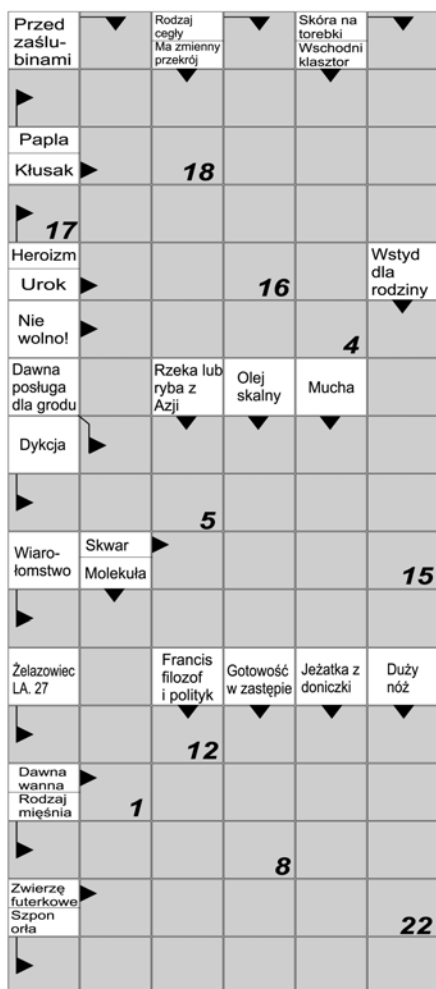 Przed
zaślu-
binami
Rodzaj
cegły
Ma zmienny
przekrój
Skóra na
torebki
Wschodni
klasztor
Papla
Kłusak
18
17
Heroizm
Urok
16
Wstyd
dla
rodziny
Nie
wolno!
4
Dawna
posługa
dla grodu
Rzeka lub
ryba z
Azji
Olej
skalny
Mucha
Dykcja
5
Wiaro-
łomstwo
Skwar
Molekuła
15
Żelazowiec
LA. 27
Francis
filozof
i polityk
Gotowość
w zastępie
Jeżatka z
doniczki
Duży
nóż
12
Dawna
wanna
Rodzaj
mięśnia
1
8
Zwierzę
futerkowe
Szpon
orła
22